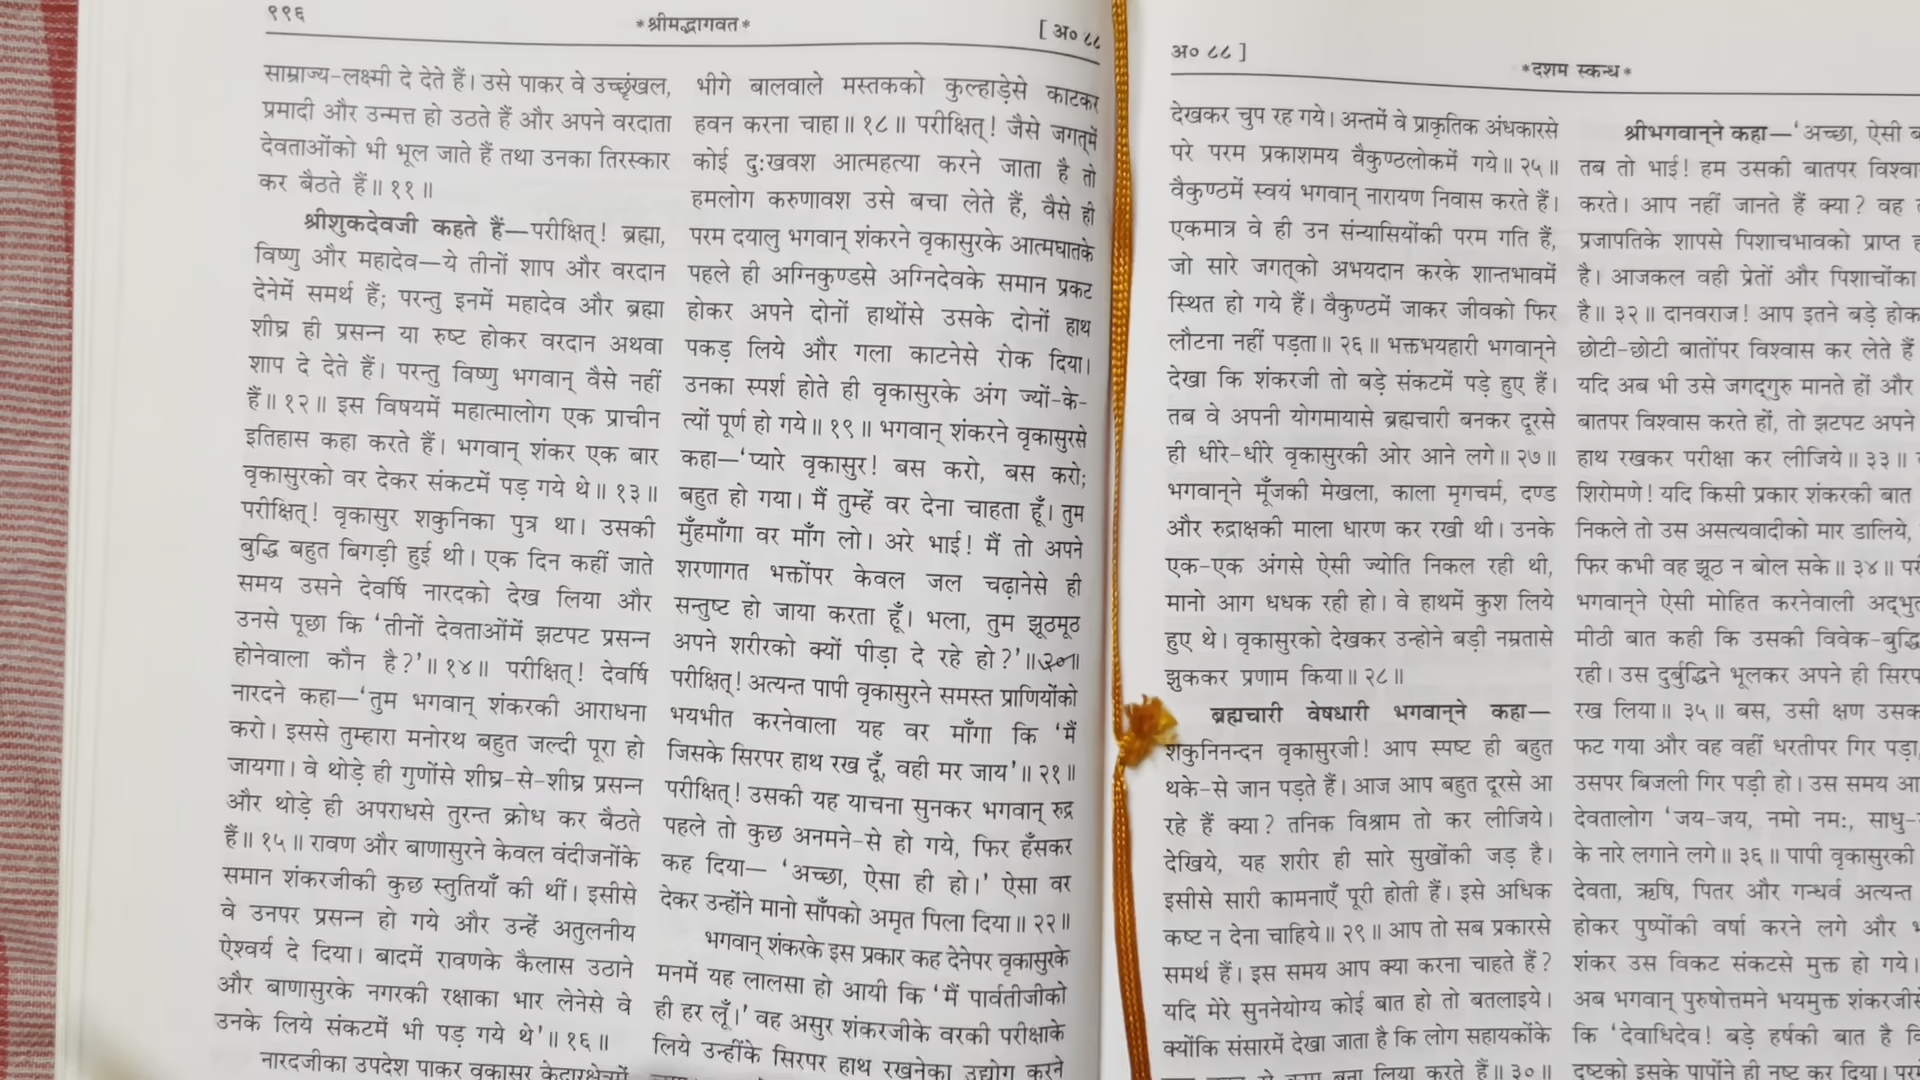 ९९६
*श्रीमद्भागवत*
[ अ० ८८
साम्राज्य-लक्ष्मी दे देते हैं। उसे पाकर वे उच्छृंखल,
प्रमादी और उन्मत्त हो उठते हैं और अपने वरदाता
देवताओंको भी भूल जाते हैं तथा उनका तिरस्कार
कर बैठते हैं॥ ११॥
श्रीशुकदेवजी कहते हैं—परीक्षित्! ब्रह्मा,
विष्णु और महादेव—ये तीनों शाप और वरदान
देनेमें समर्थ हैं; परन्तु इनमें महादेव और ब्रह्मा
शीघ्र ही प्रसन्न या रुष्ट होकर वरदान अथवा
शाप दे देते हैं। परन्तु विष्णु भगवान् वैसे नहीं
हैं॥ १२॥ इस विषयमें महात्मालोग एक प्राचीन
इतिहास कहा करते हैं। भगवान् शंकर एक बार
वृकासुरको वर देकर संकटमें पड़ गये थे॥ १३॥
परीक्षित्! वृकासुर शकुनिका पुत्र था। उसकी
बुद्धि बहुत बिगड़ी हुई थी। एक दिन कहीं जाते
समय उसने देवर्षि नारदको देख लिया और
उनसे पूछा कि 'तीनों देवताओंमें झटपट प्रसन्न
होनेवाला कौन है?'॥ १४॥ परीक्षित्! देवर्षि
नारदने कहा—'तुम भगवान् शंकरकी आराधना
करो। इससे तुम्हारा मनोरथ बहुत जल्दी पूरा हो
जायगा। वे थोड़े ही गुणोंसे शीघ्र-से-शीघ्र प्रसन्न
और थोड़े ही अपराधसे तुरन्त क्रोध कर बैठते
हैं॥ १५॥ रावण और बाणासुरने केवल वंदीजनोंके
समान शंकरजीकी कुछ स्तुतियाँ की थीं। इसीसे
वे उनपर प्रसन्न हो गये और उन्हें अतुलनीय
ऐश्वर्य दे दिया। बादमें रावणके कैलास उठाने
और बाणासुरके नगरकी रक्षाका भार लेनेसे वे
उनके लिये संकटमें भी पड़ गये थे'॥ १६॥
नारदजीका उपदेश पाकर वृकासुर केदारक्षेत्रमें
भीगे बालवाले मस्तकको कुल्हाड़ेसे काटकर
हवन करना चाहा॥ १८॥ परीक्षित्! जैसे जगत्‌में
कोई दुःखवश आत्महत्या करने जाता है तो
हमलोग करुणावश उसे बचा लेते हैं, वैसे ही
परम दयालु भगवान् शंकरने वृकासुरके आत्मघातके
पहले ही अग्निकुण्डसे अग्निदेवके समान प्रकट
होकर अपने दोनों हाथोंसे उसके दोनों हाथ
पकड़ लिये और गला काटनेसे रोक दिया।
उनका स्पर्श होते ही वृकासुरके अंग ज्यों-के-
त्यों पूर्ण हो गये॥ १९॥ भगवान् शंकरने वृकासुरसे
कहा—'प्यारे वृकासुर! बस करो, बस करो;
बहुत हो गया। मैं तुम्हें वर देना चाहता हूँ। तुम
मुँहमाँगा वर माँग लो। अरे भाई! मैं तो अपने
शरणागत भक्तोंपर केवल जल चढ़ानेसे ही
सन्तुष्ट हो जाया करता हूँ। भला, तुम झूठमूठ
अपने शरीरको क्यों पीड़ा दे रहे हो?'॥२०॥
परीक्षित्! अत्यन्त पापी वृकासुरने समस्त प्राणियोंको
भयभीत करनेवाला यह वर माँगा कि 'मैं
जिसके सिरपर हाथ रख दूँ, वही मर जाय'॥ २१॥
परीक्षित्! उसकी यह याचना सुनकर भगवान् रुद्र
पहले तो कुछ अनमने-से हो गये, फिर हँसकर
कह दिया— 'अच्छा, ऐसा ही हो।' ऐसा वर
देकर उन्होंने मानो साँपको अमृत पिला दिया॥ २२॥
भगवान् शंकरके इस प्रकार कह देनेपर वृकासुरके
मनमें यह लालसा हो आयी कि 'मैं पार्वतीजीको
ही हर लूँ।' वह असुर शंकरजीके वरकी परीक्षाके
लिये उन्हींके सिरपर हाथ रखनेका उद्योग करने
अ० ८८ ]
*दशम स्कन्ध*
देखकर चुप रह गये। अन्तमें वे प्राकृतिक अंधकारसे
परे परम प्रकाशमय वैकुण्ठलोकमें गये॥ २५॥
वैकुण्ठमें स्वयं भगवान् नारायण निवास करते हैं।
एकमात्र वे ही उन संन्यासियोंकी परम गति हैं,
जो सारे जगत्‌को अभयदान करके शान्तभावमें
स्थित हो गये हैं। वैकुण्ठमें जाकर जीवको फिर
लौटना नहीं पड़ता॥ २६॥ भक्तभयहारी भगवान्‌ने
देखा कि शंकरजी तो बड़े संकटमें पड़े हुए हैं।
तब वे अपनी योगमायासे ब्रह्मचारी बनकर दूरसे
ही धीरे-धीरे वृकासुरकी ओर आने लगे॥ २७॥
भगवान्‌ने मूँजकी मेखला, काला मृगचर्म, दण्ड
और रुद्राक्षकी माला धारण कर रखी थी। उनके
एक-एक अंगसे ऐसी ज्योति निकल रही थी,
मानो आग धधक रही हो। वे हाथमें कुश लिये
हुए थे। वृकासुरको देखकर उन्होने बड़ी नम्रतासे
झुककर प्रणाम किया॥ २८॥
ब्रह्मचारी वेषधारी भगवान्‌ने कहा—
शकुनिनन्दन वृकासुरजी! आप स्पष्ट ही बहुत
थके-से जान पड़ते हैं। आज आप बहुत दूरसे आ
रहे हैं क्या? तनिक विश्राम तो कर लीजिये।
देखिये, यह शरीर ही सारे सुखोंकी जड़ है।
इसीसे सारी कामनाएँ पूरी होती हैं। इसे अधिक
कष्ट न देना चाहिये॥ २९॥ आप तो सब प्रकारसे
समर्थ हैं। इस समय आप क्या करना चाहते हैं?
यदि मेरे सुननेयोग्य कोई बात हो तो बतलाइये।
क्योंकि संसारमें देखा जाता है कि लोग सहायकोंके
बना लिया करते हैं॥ ३०॥
श्रीभगवान्‌ने कहा—'अच्छा, ऐसी
तब तो भाई! हम उसकी बातपर
करते। आप नहीं जानते हैं क्या? वह
प्रजापतिके शापसे पिशाचभावको प्राप्त
है। आजकल वही प्रेतों और पिशाचोंका
है॥ ३२॥ दानवराज! आप इतने बड़े
छोटी-छोटी बातोंपर विश्वास कर लेते हैं
यदि अब भी उसे जगद्‌गुरु मानते हों और
बातपर विश्वास करते हों, तो झटपट अपने
हाथ रखकर परीक्षा कर लीजिये॥ ३३॥
शिरोमणे! यदि किसी प्रकार शंकरकी बात
निकले तो उस असत्यवादीको मार डालिये,
फिर कभी वह झूठ न बोल सके॥ ३४॥
भगवान्‌ने ऐसी मोहित करनेवाली
मीठी बात कही कि उसकी विवेक-बुद्धि
रही। उस दुर्बुद्धिने भूलकर अपने ही
रख लिया॥ ३५॥ बस, उसी क्षण
फट गया और वह वहीं धरतीपर गिर पड़ा,
उसपर बिजली गिर पड़ी हो। उस समय
देवतालोग 'जय-जय, नमो नमः, साधु-
के नारे लगाने लगे॥ ३६॥ पापी वृकासुरकी
देवता, ऋषि, पितर और गन्धर्व अत्यन्त
होकर पुष्पोंकी वर्षा करने लगे और
शंकर उस विकट संकटसे मुक्त हो गये।
अब भगवान् पुरुषोत्तमने भयमुक्त
कि 'देवाधिदेव! बड़े हर्षकी बात है
दुष्टको इसके पापोंने ही नष्ट कर दिया।